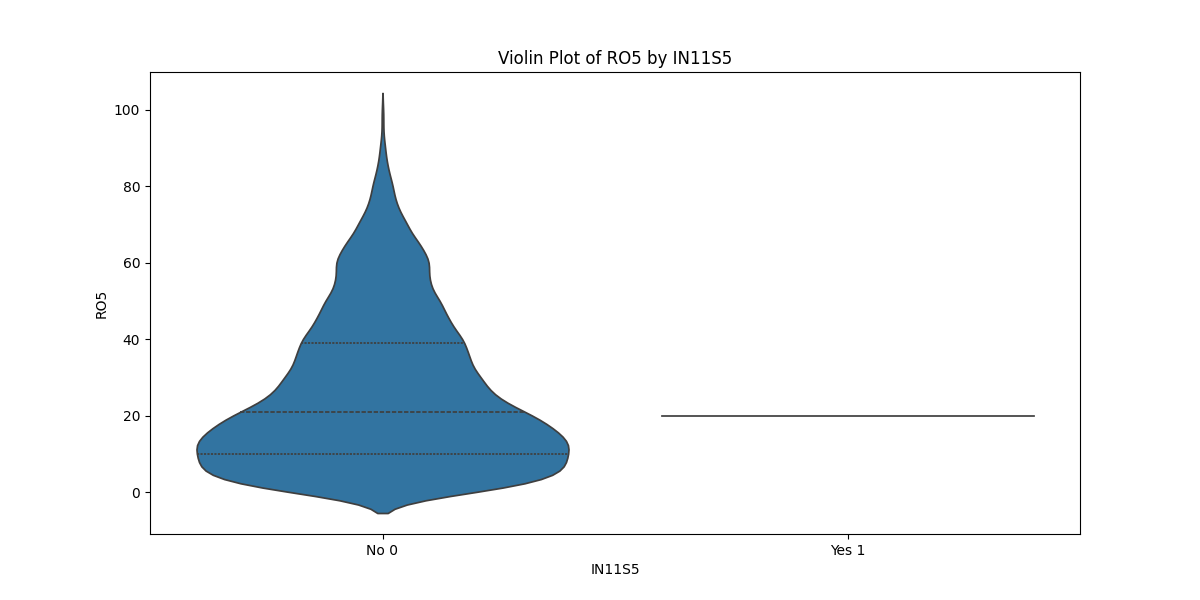 Violin Plot of RO5 by IN11S5
100
80
60
40
20
0
RO5
No 0
Yes 1
IN11S5